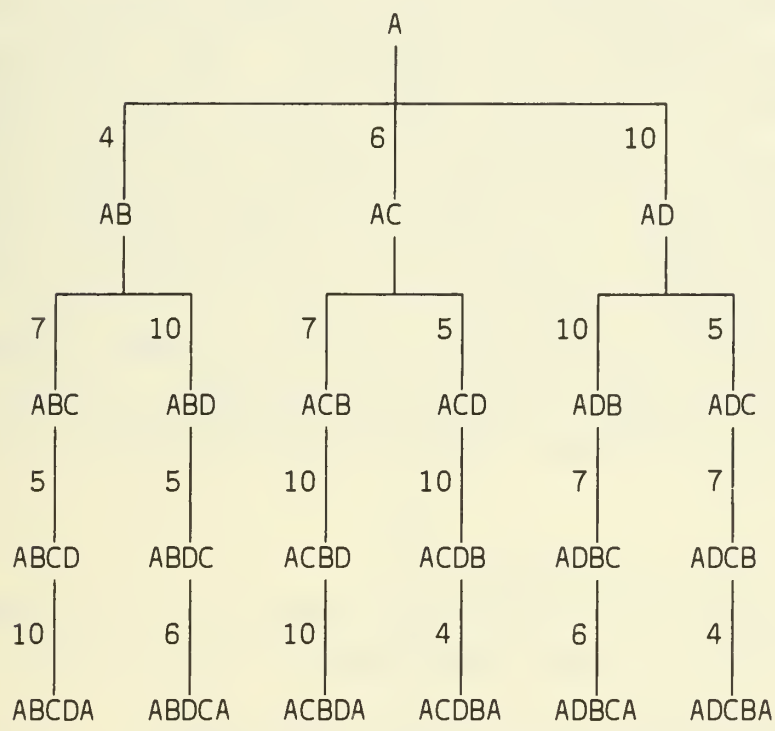 A
4 6 10
AB AC AD
7 10 7 5 10 5
ABC ABD ACB ACD ADB ADC
5 5 10 10 7 7
ABCD ABDC ACBD ACDB ADBC ADCB
10 6 10 4 6 4
ABCDA ABDCA ACBDA ACDBA ADBCA ADCBA